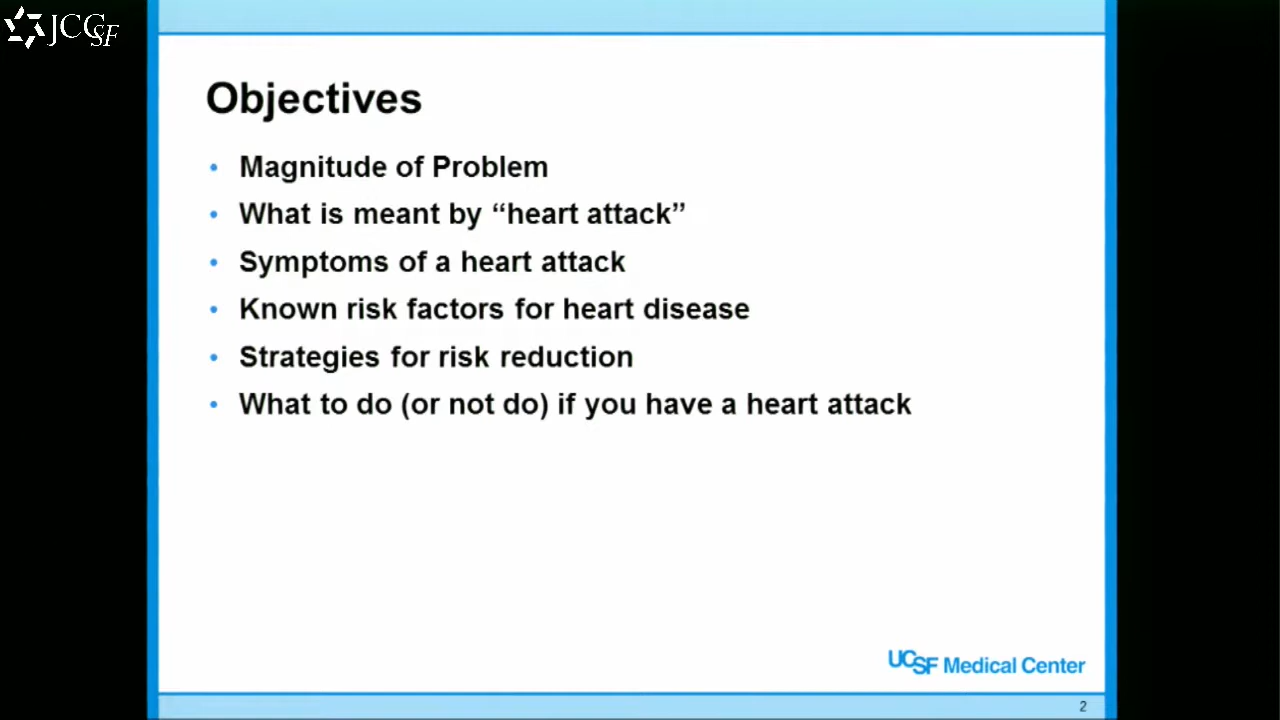 JCCSF
Objectives
• Magnitude of Problem
• What is meant by “heart attack”
• Symptoms of a heart attack
• Known risk factors for heart disease
• Strategies for risk reduction
• What to do (or not do) if you have a heart attack
UCSF Medical Center
2